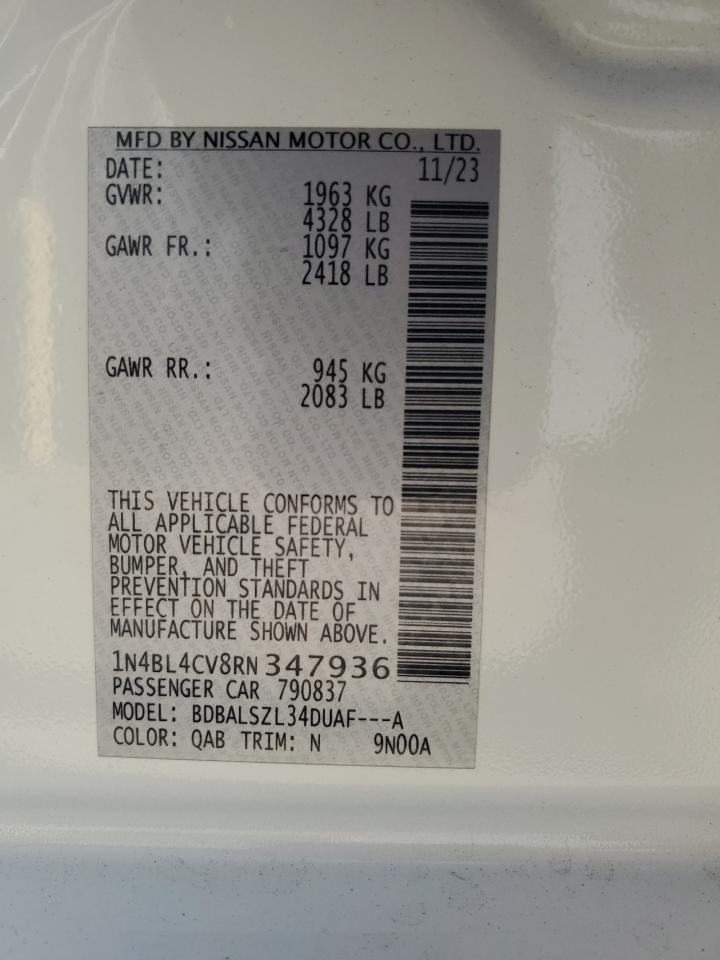 MFD BY NISSAN MOTOR CO., LTD.
DATE: 11/23
GVWR: 1963 KG
4328 LB
GAWR FR.: 1097 KG
2418 LB
GAWR RR.: 945 KG
2083 LB
THIS VEHICLE CONFORMS TO
ALL APPLICABLE FEDERAL
MOTOR VEHICLE SAFETY,
BUMPER, AND THEFT
PREVENTION STANDARDS IN
EFFECT ON THE DATE OF
MANUFACTURE SHOWN ABOVE.
1N4BL4CV8RN347936
PASSENGER CAR 790837
MODEL: BDBALSZL34DUAF---A
COLOR: QAB TRIM: N 9N00A